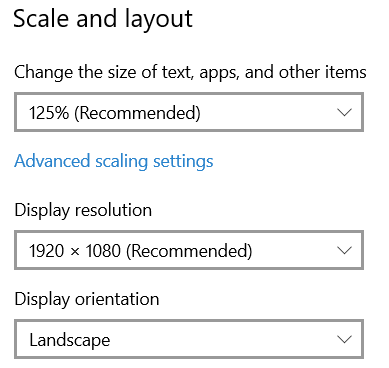 Scale and layout
Change the size of text, apps, and other items
125% (Recommended)
Advanced scaling settings
Display resolution
1920 × 1080 (Recommended)
Display orientation
Landscape